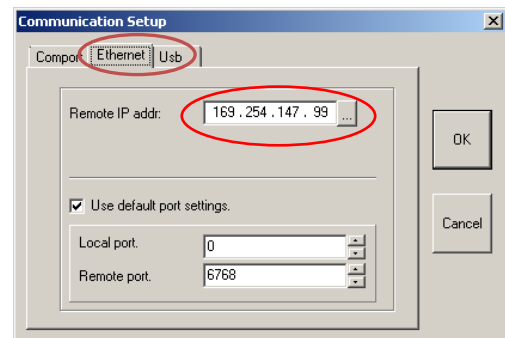 Communication Setup
Comport Ethernet Usb
Remote IP addr: 169 . 254 . 147 . 99 ...
OK
Use default port settings.
Cancel
Local port. 0
Remote port. 6768